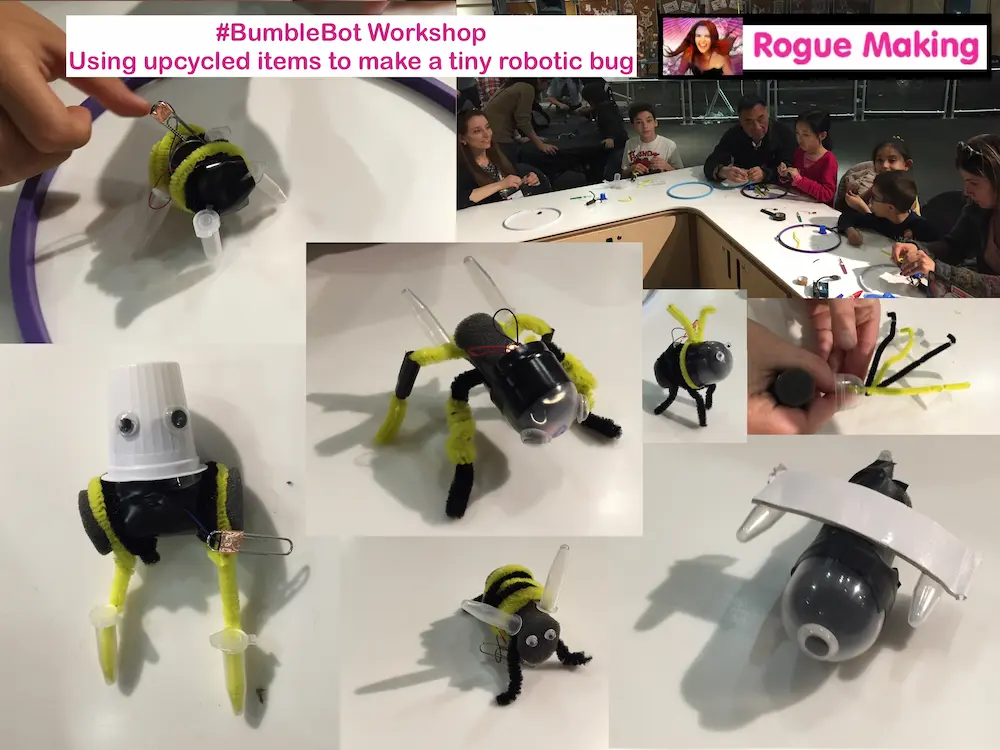 #BumbleBot Workshop
Using upcycled items to make a tiny robotic bug
Rogue Making